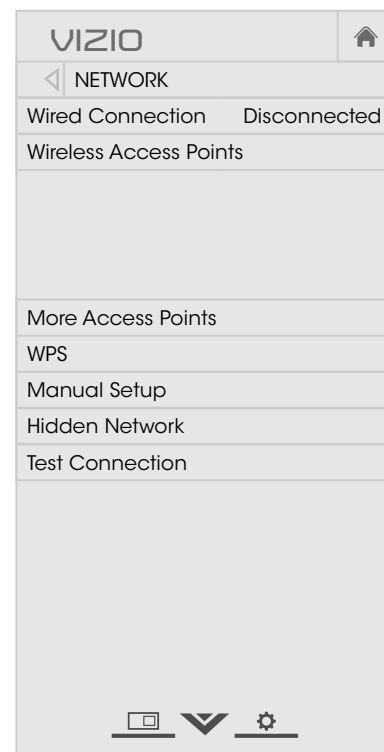 VIZIO
NETWORK
Wired Connection Disconnected
Wireless Access Points
More Access Points
WPS
Manual Setup
Hidden Network
Test Connection